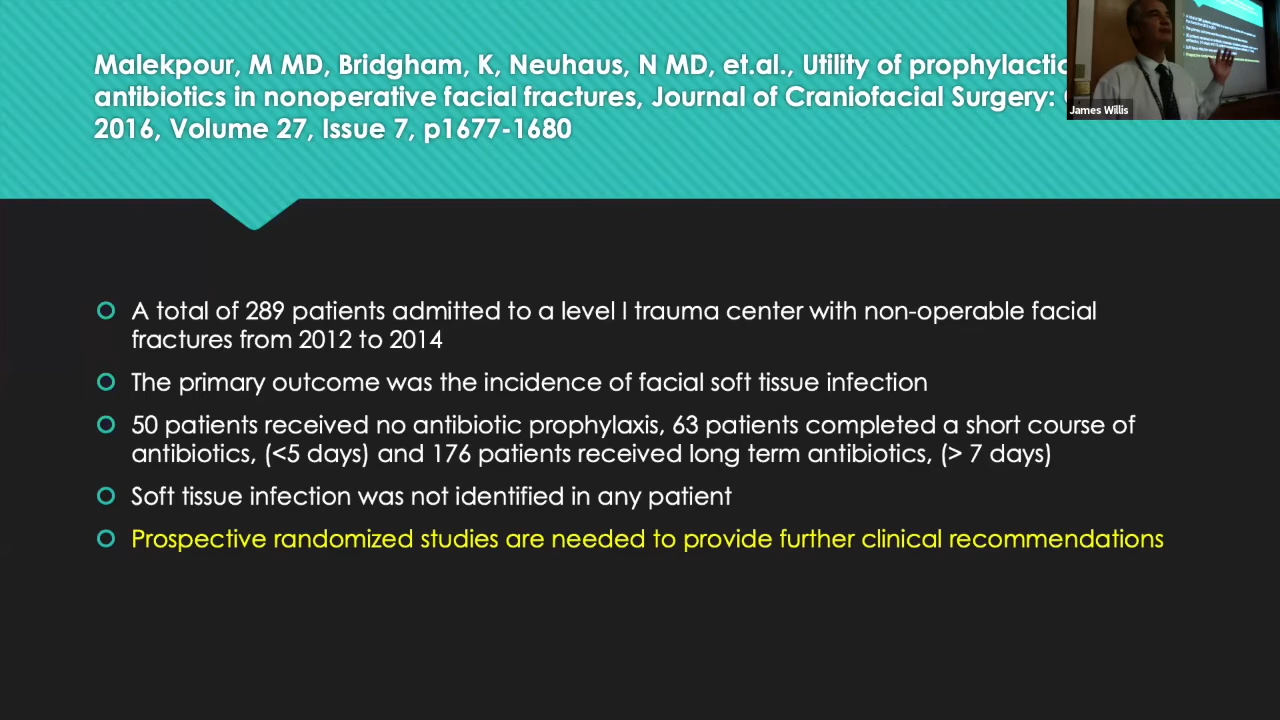 Malekpour, M MD, Bridgham, K, Neuhaus, N MD, et.al., Utility of prophylactic
antibiotics in nonoperative facial fractures, Journal of Craniofacial Surgery:
2016, Volume 27, Issue 7, p1677-1680
James Willis
A total of 289 patients admitted to a level I trauma center with non-operable facial
fractures from 2012 to 2014
The primary outcome was the incidence of facial soft tissue infection
50 patients received no antibiotic prophylaxis, 63 patients completed a short course of
antibiotics, (<5 days) and 176 patients received long term antibiotics, (> 7 days)
Soft tissue infection was not identified in any patient
Prospective randomized studies are needed to provide further clinical recommendations